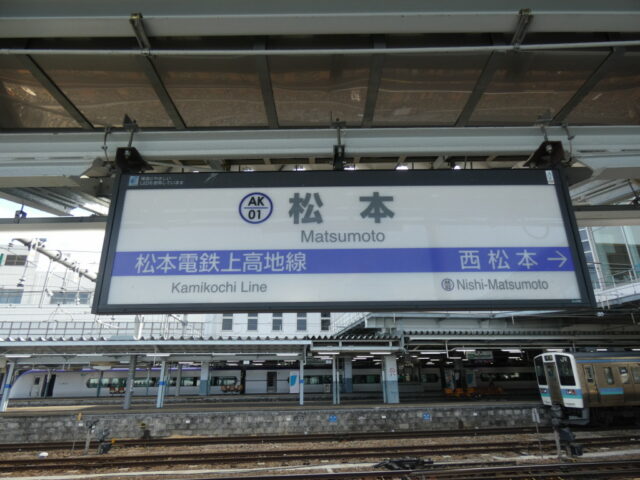 AK
01
松本
Matsumoto
松本電鉄上高地線
西松本→
Kamikochi Line
Nishi-Matsumoto